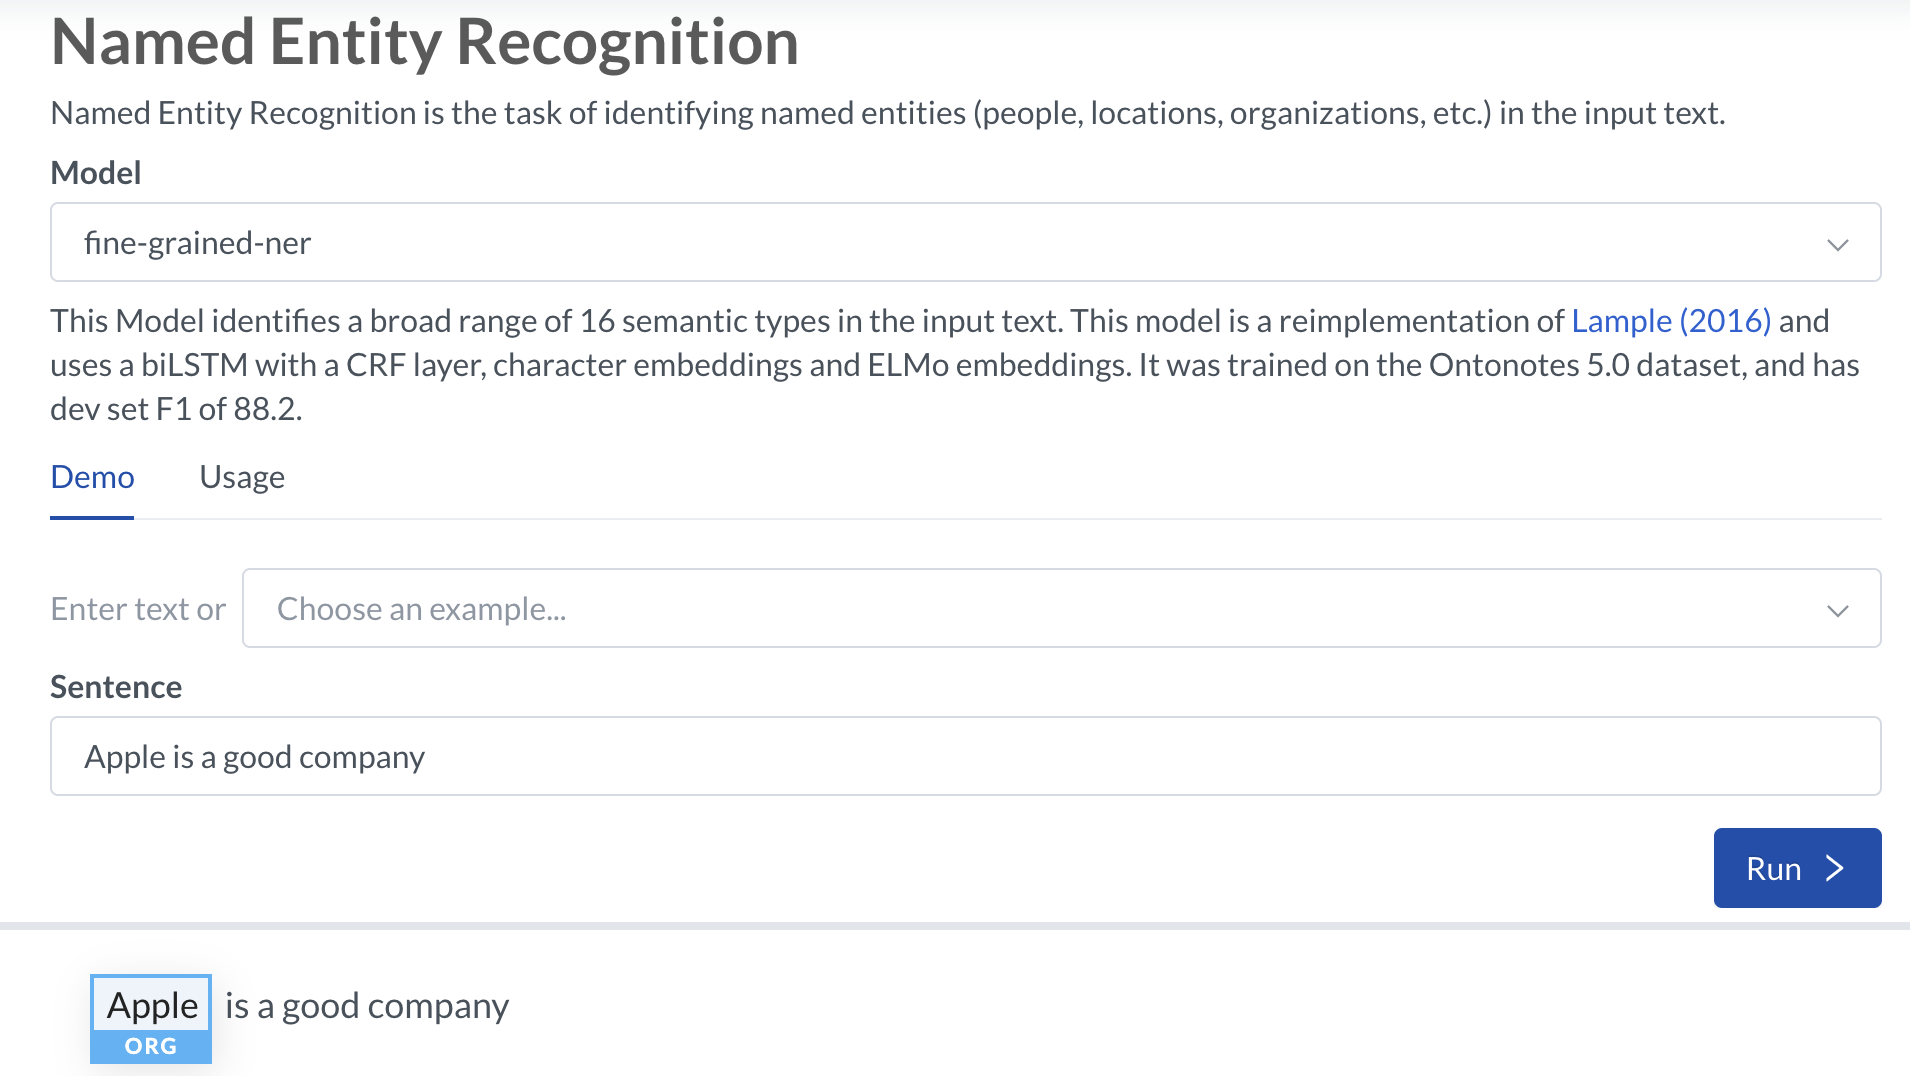 Named Entity Recognition
Named Entity Recognition is the task of identifying named entities (people, locations, organizations, etc.) in the input text.
Model
fine-grained-ner
This Model identifies a broad range of 16 semantic types in the input text. This model is a reimplementation of Lample (2016) and
uses a biLSTM with a CRF layer, character embeddings and ELMo embeddings. It was trained on the Ontonotes 5.0 dataset, and has
dev set F1 of 88.2.
Demo Usage
Enter text or Choose an example...
Sentence
Apple is a good company
Run
Apple is a good company
ORG